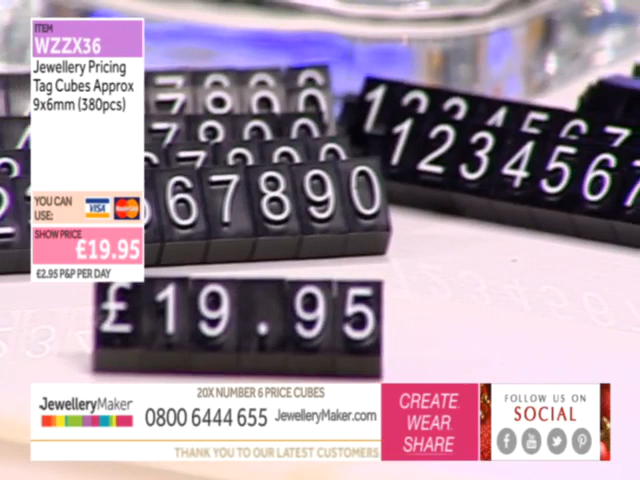 ITEM
WZZX36
Jewellery Pricing
Tag Cubes Approx
9x6mm (380pcs)
YOU CAN
USE:
VISA
MasterCard
SHOW PRICE
£19.95
£2.95 P&P PER DAY
67890
1234567
£19.95
JewelleryMaker
20X NUMBER 6 PRICE CUBES
0800 6444 655 JewelleryMaker.com
THANK YOU TO OUR LATEST CUSTOMERS
CREATE.
WEAR.
SHARE
FOLLOW US ON
SOCIAL